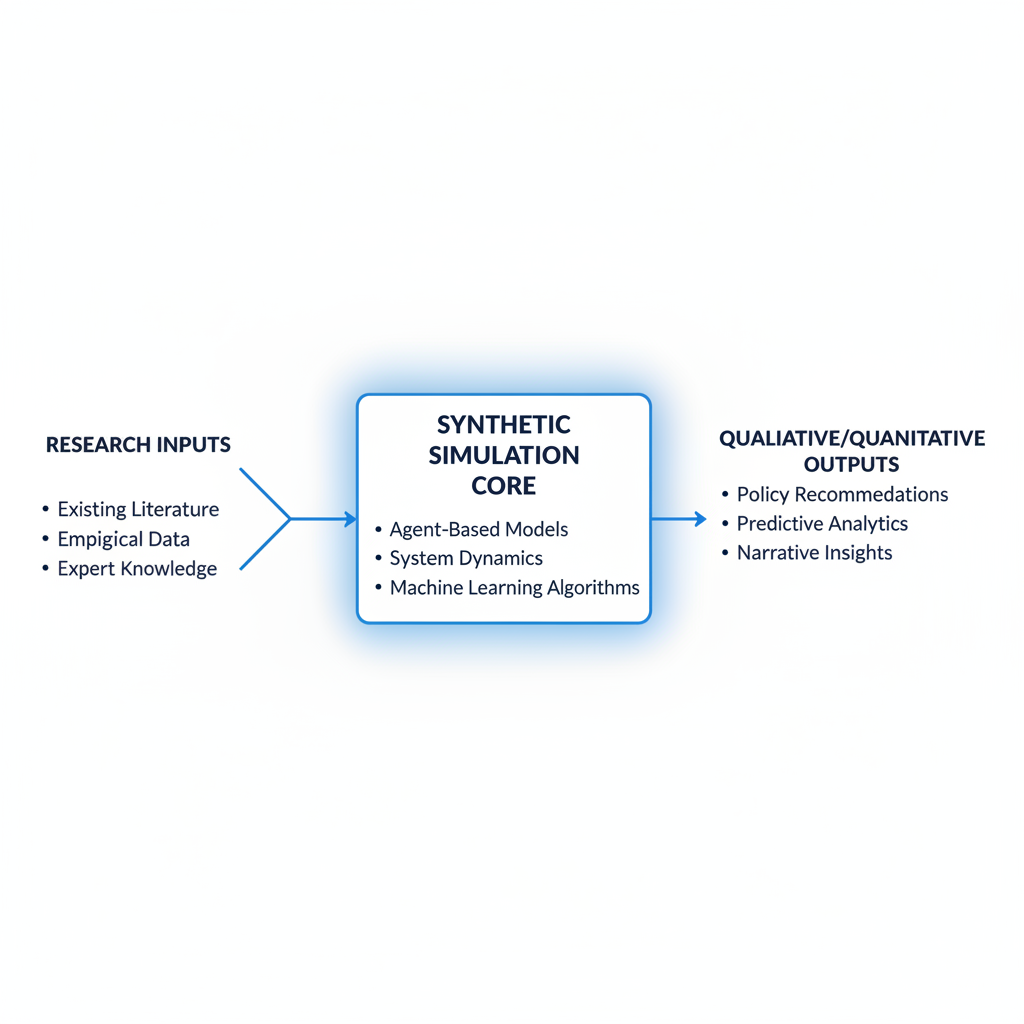 RESEARCH INPUTS
• Existing Literature
• Empigical Data
• Expert Knowledge
SYNTHETIC
SIMULATION
CORE
• Agent-Based Models
• System Dynamics
• Machine Learning Algorithms
QUALIATIVE/QUANITATIVE
OUTPUTS
• Policy Recommedations
• Predictive Analytics
• Narrative Insights